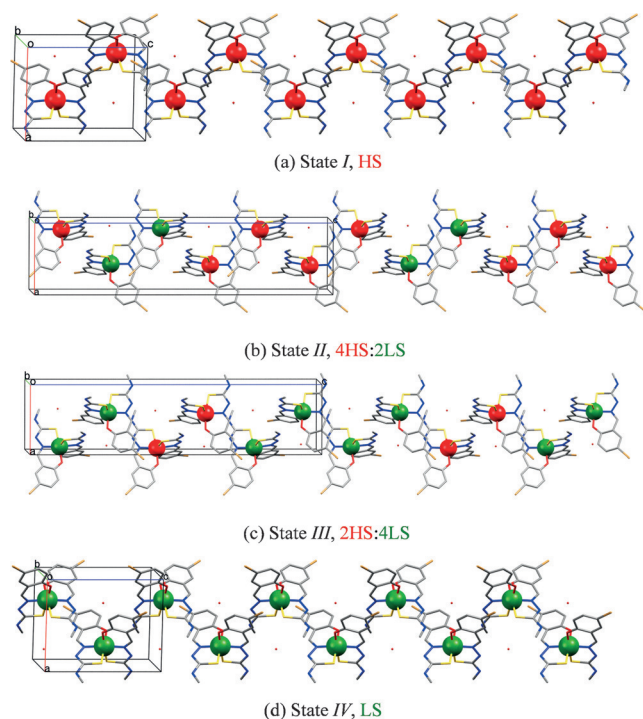 b
o
c
a
(a) State I, HS
b
o
c
a
(b) State II, 4HS:2LS
b
o
c
a
(c) State III, 2HS:4LS
b
o
c
a
(d) State IV, LS